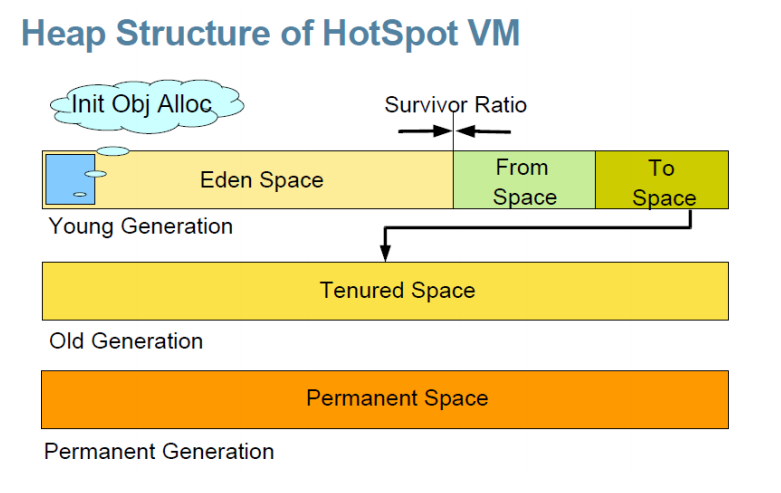 Heap Structure of HotSpot VM
Init Obj Alloc
Survivor Ratio
Eden Space
From
Space
To
Space
Young Generation
Tenured Space
Old Generation
Permanent Space
Permanent Generation